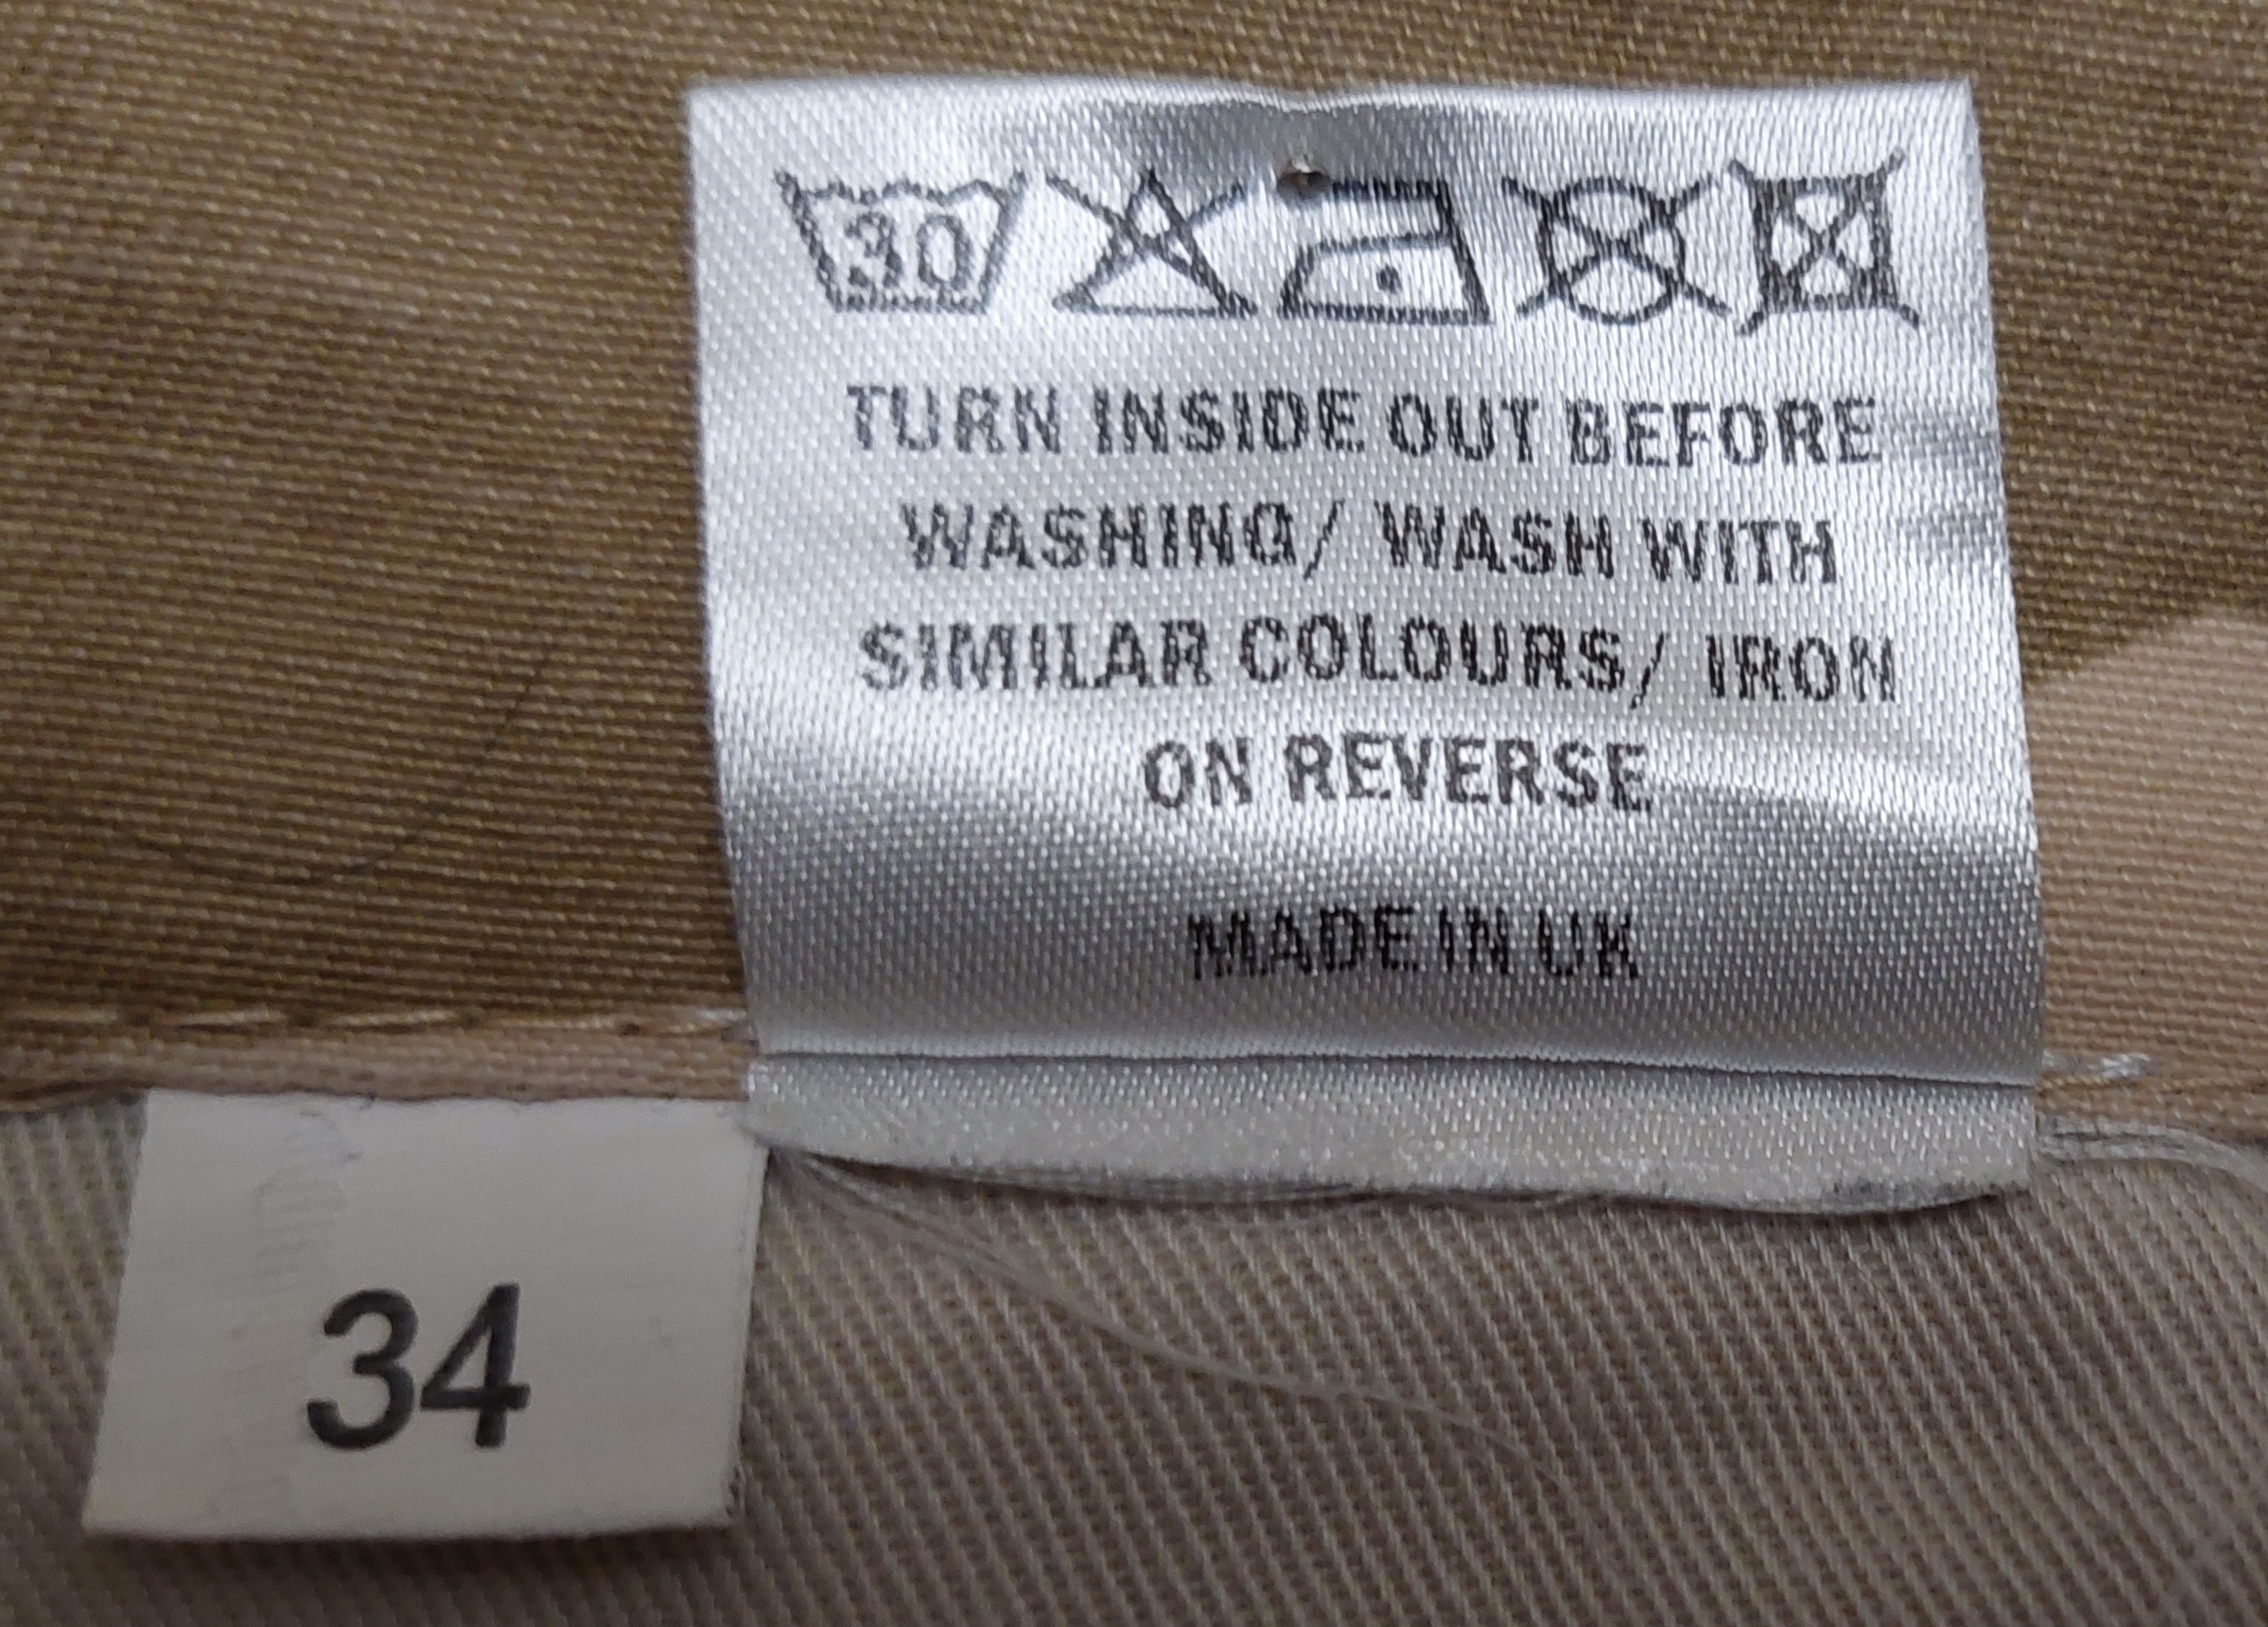 30
TURN INSIDE OUT BEFORE
WASHING/ WASH WITH
SIMILAR COLOURS/ IRON
ON REVERSE
MADE IN UK
34